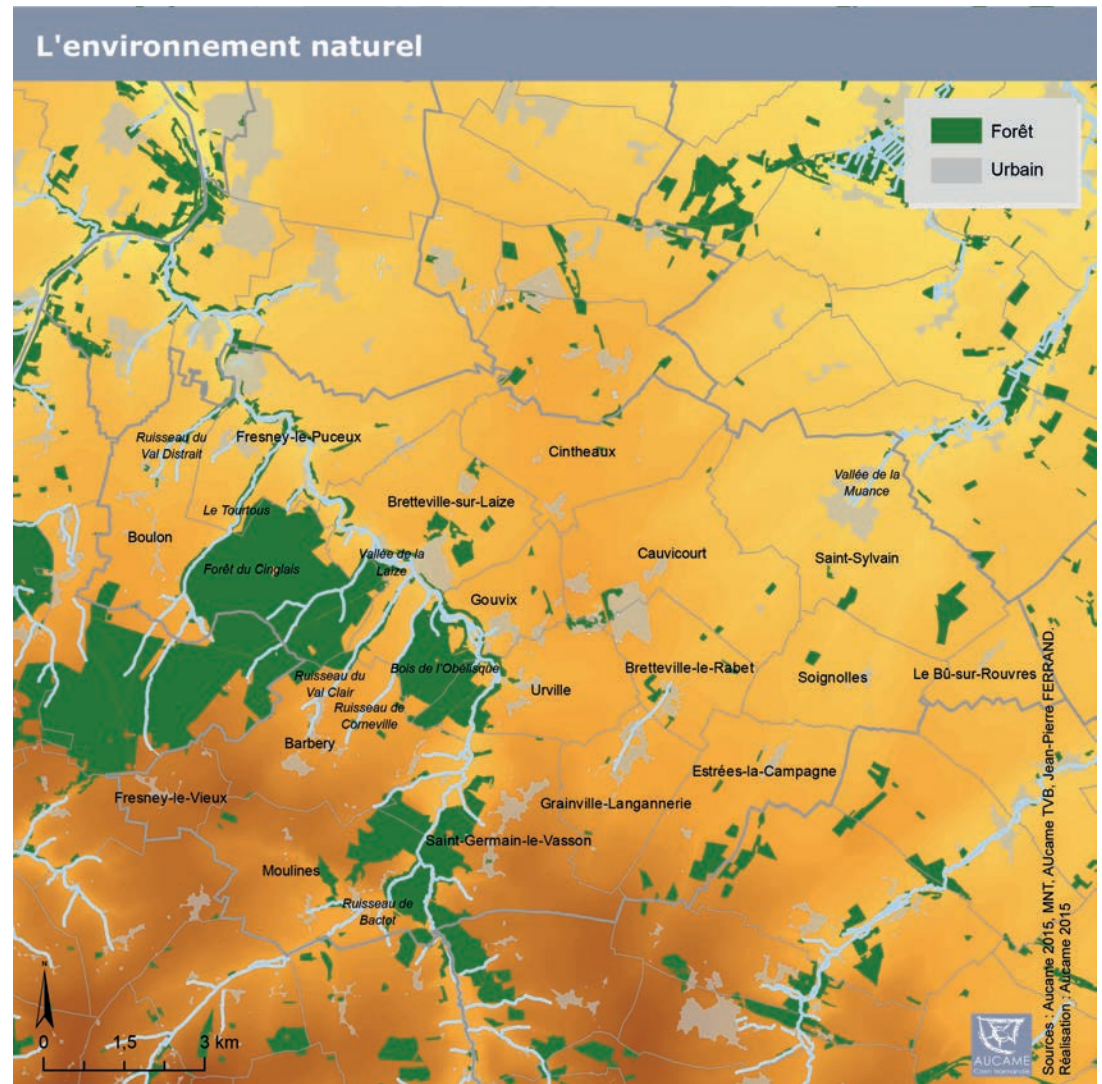 L'environnement naturel
Forêt
Urbain
Ruisseau du
Val Distrait
Fresney-le-Puceux
Cintheaux
Vallée de la
Muance
Bretteville-sur-Laize
Le Tourtous
Boulon
Vallée de la
Laize
Cauvicourt
Saint-Sylvain
Forêt du Cinglais
Gouvix
Bois de l'Obélisque
Bretteville-le-Rabet
Ruisseau du
Val Clair
Soignolles
Le Bû-sur-Rouvres
Urville
Ruisseau de
Corneville
Barbery
Estrées-la-Campagne
Fresney-le-Vieux
Grainville-Langannerie
Saint-Germain-le-Vasson
Moulines
Ruisseau de
Bactot
N
0 1,5 3 km
AUCAME
Caen Normandie
Sources : Aucame 2015, MNT, AUcame TVB, Jean-Pierre FERRAND,
Réalisation : Aucame 2015